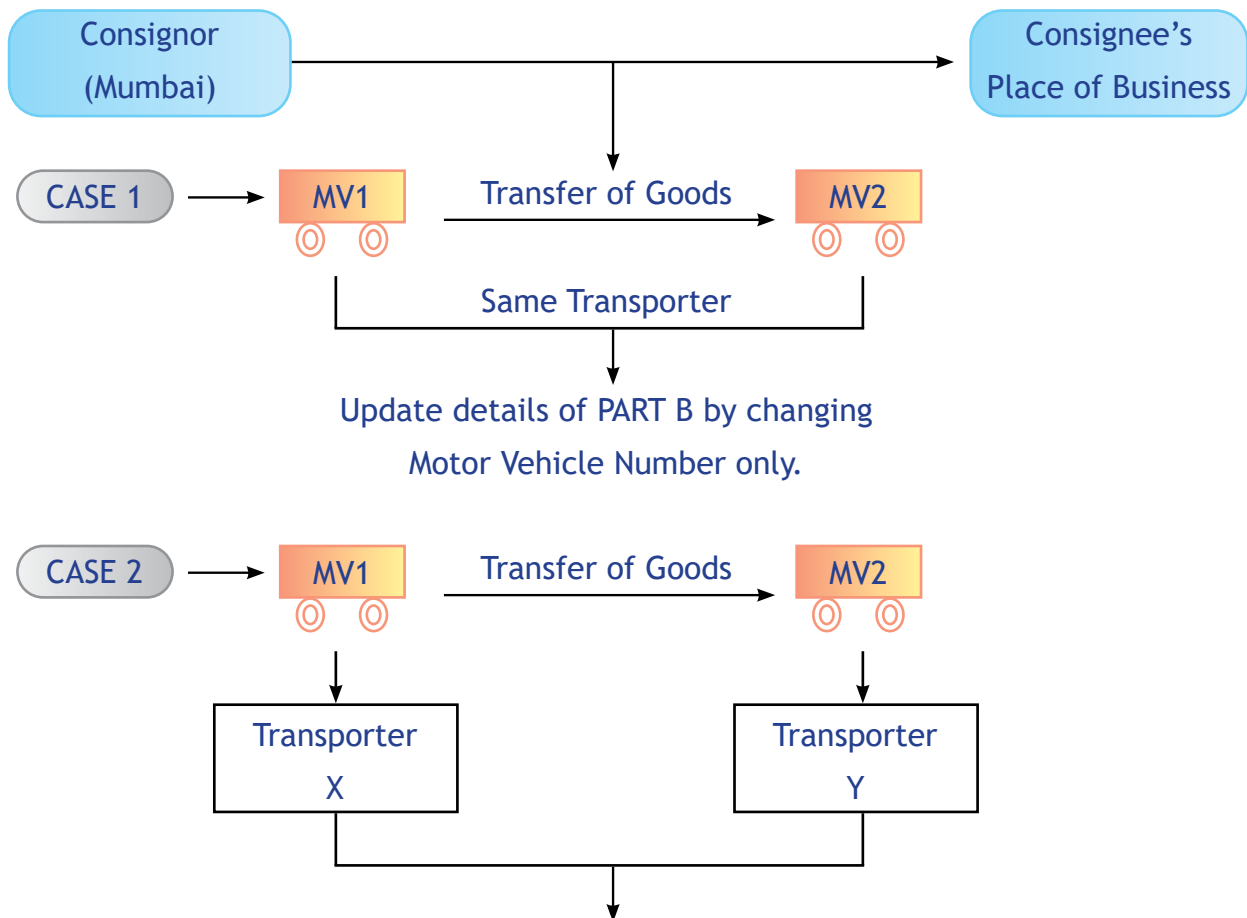 Consignor
(Mumbai)
Consignee’s
Place of Business
CASE 1
MV1
Transfer of Goods
MV2
Same Transporter
Update details of PART B by changing
Motor Vehicle Number only.
CASE 2
MV1
Transfer of Goods
MV2
Transporter
X
Transporter
Y